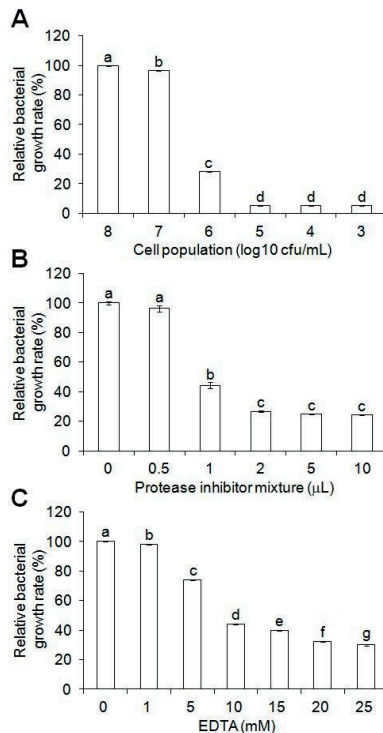 A
Relative bacterial
growth rate (%)
120
100
80
60
40
20
0
a
b
c
d
d
d
8 7 6 5 4 3
Cell population (log10 cfu/mL)
B
Relative bacterial
growth rate (%)
120
100
80
60
40
20
0
a
a
b
c
c
c
0 0.5 1 2 5 10
Protease inhibitor mixture (μL)
C
Relative bacterial
growth rate (%)
120
100
80
60
40
20
0
a
b
c
d
e
f
g
0 1 5 10 15 20 25
EDTA (mM)